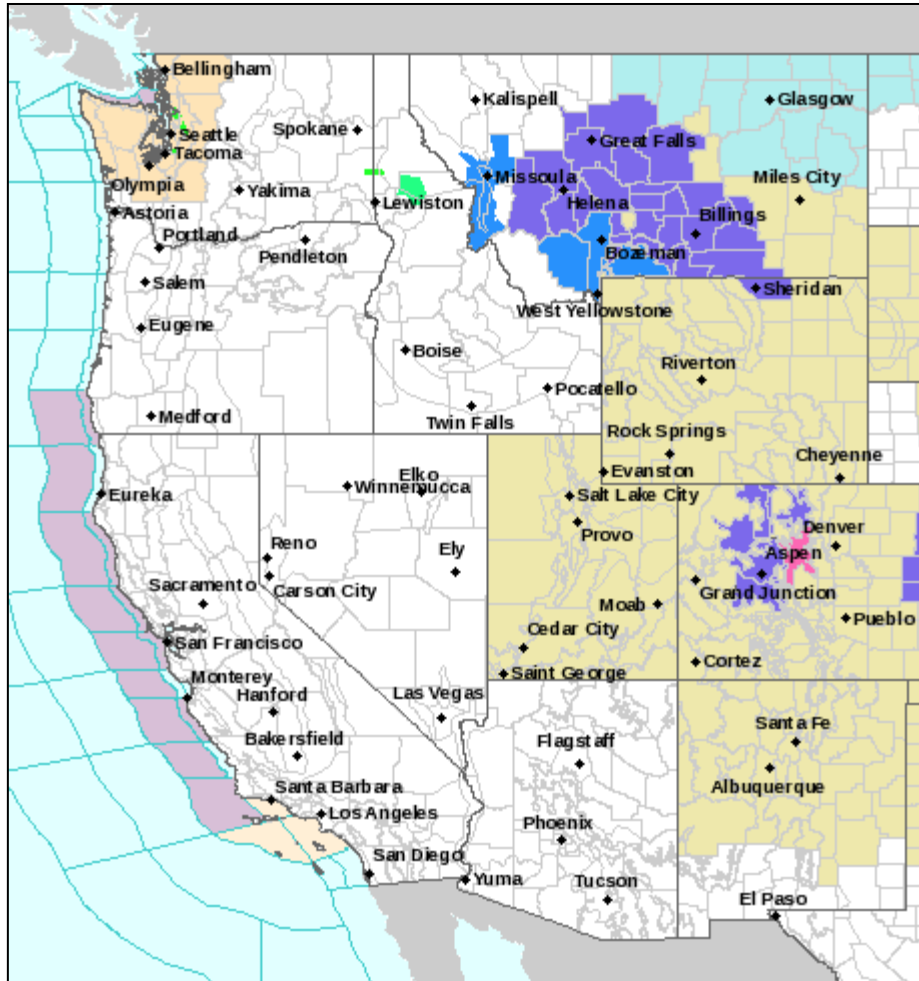 Bellingham
Kalispell
Glasgow
Seattle
Spokane
Great Falls
Tacoma
Olympia
Missoula
Miles City
Yakima
Lewiston
Helena
Astoria
Billings
Portland
Pendleton
Bozeman
Salem
Sheridan
West Yellowstone
Eugene
Boise
Riverton
Pocatello
Medford
Twin Falls
Rock Springs
Cheyenne
Elko
Evanston
Winnemucca
Eureka
Salt Lake City
Provo
Denver
Reno
Ely
Aspen
Sacramento
Carson City
Grand Junction
Moab
Pueblo
Cedar City
San Francisco
Cortez
Saint George
Monterey
Hanford
Las Vegas
Santa Fe
Flagstaff
Bakersfield
Albuquerque
Santa Barbara
Los Angeles
Phoenix
San Diego
Yuma
Tucson
El Paso